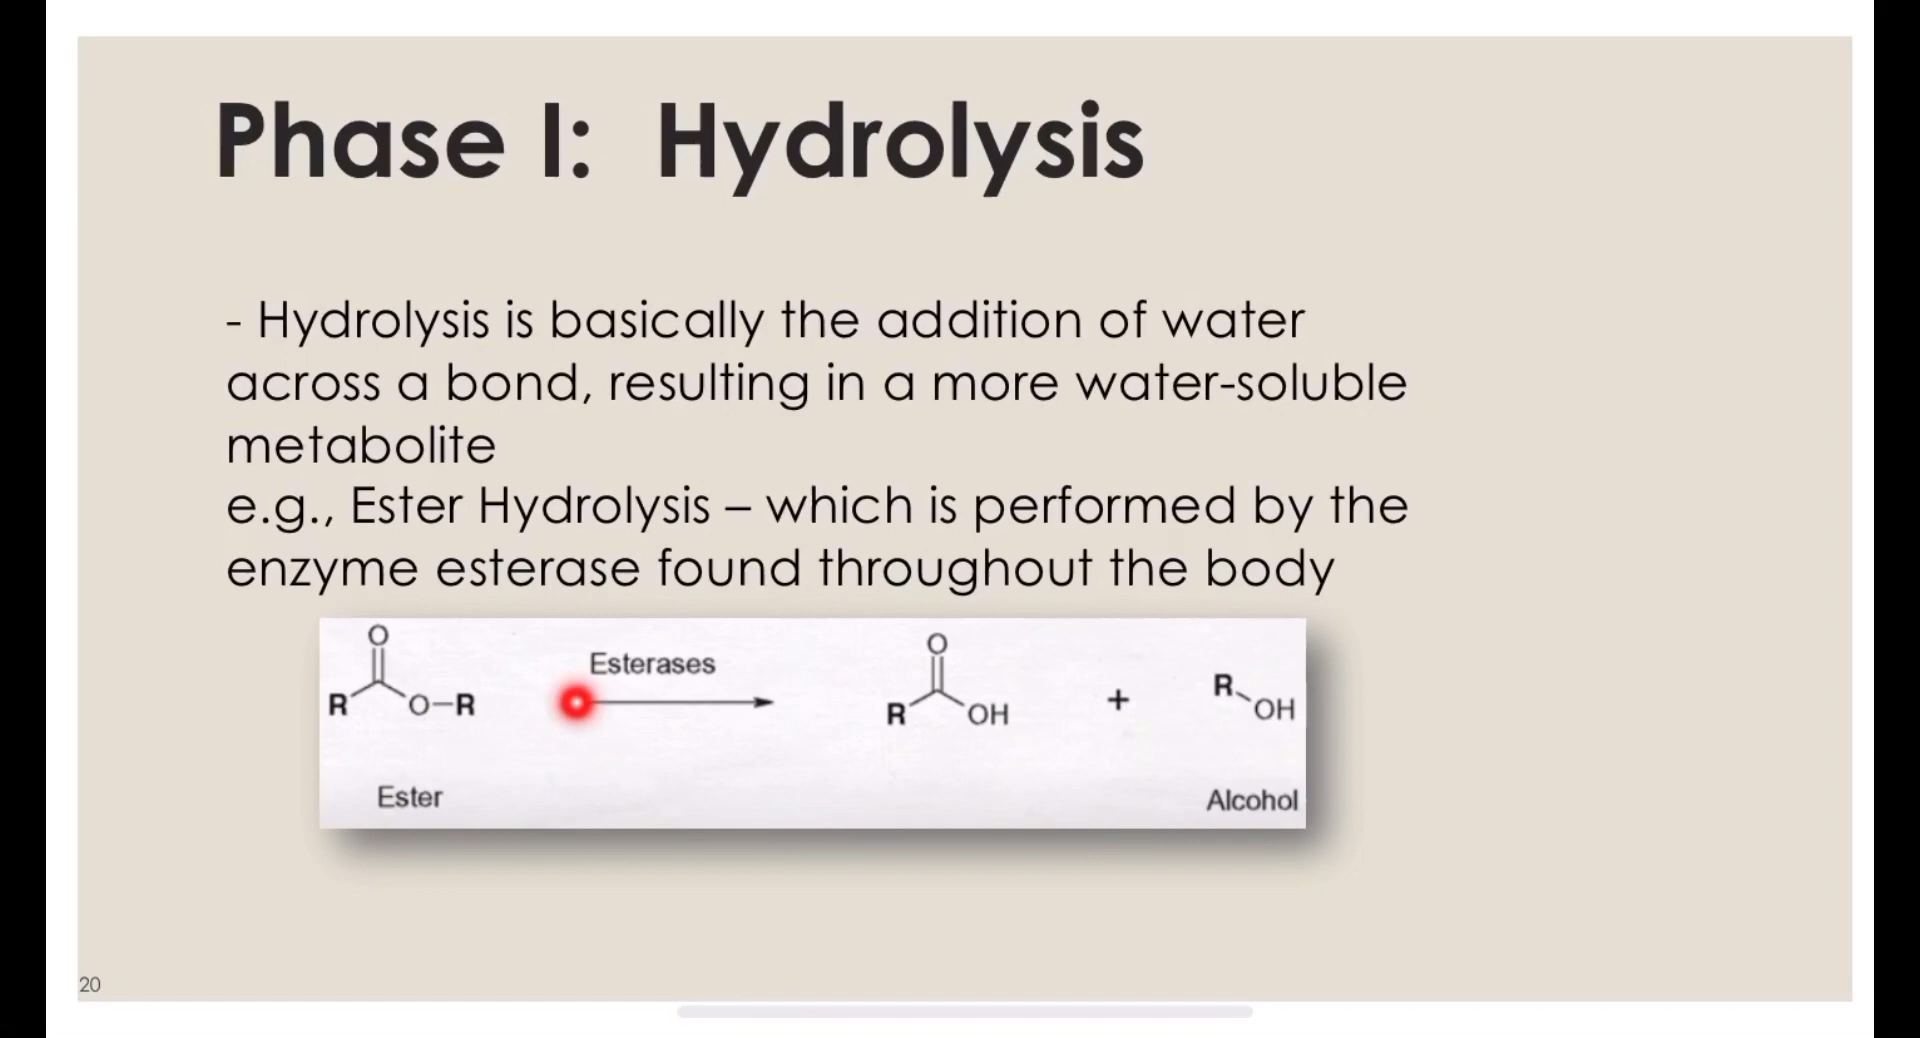 Phase I: Hydrolysis
- Hydrolysis is basically the addition of water
across a bond, resulting in a more water-soluble
metabolite
e.g., Ester Hydrolysis – which is performed by the
enzyme esterase found throughout the body
O
R
O–R
Esterases
O
R
OH
+
R
OH
Ester
Alcohol
20